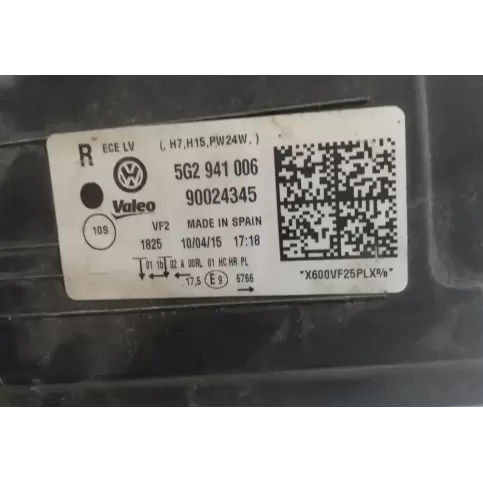 R ECE LV (, H7,H15,PW24W, )
5G2 941 006
Valeo 90024345
10S VF2 MADE IN SPAIN
1825 10/04/15 17:18
01 15 02 A 00RL 01 HC HR PL
17,5 E9 6766
*X600VF25PLX%*